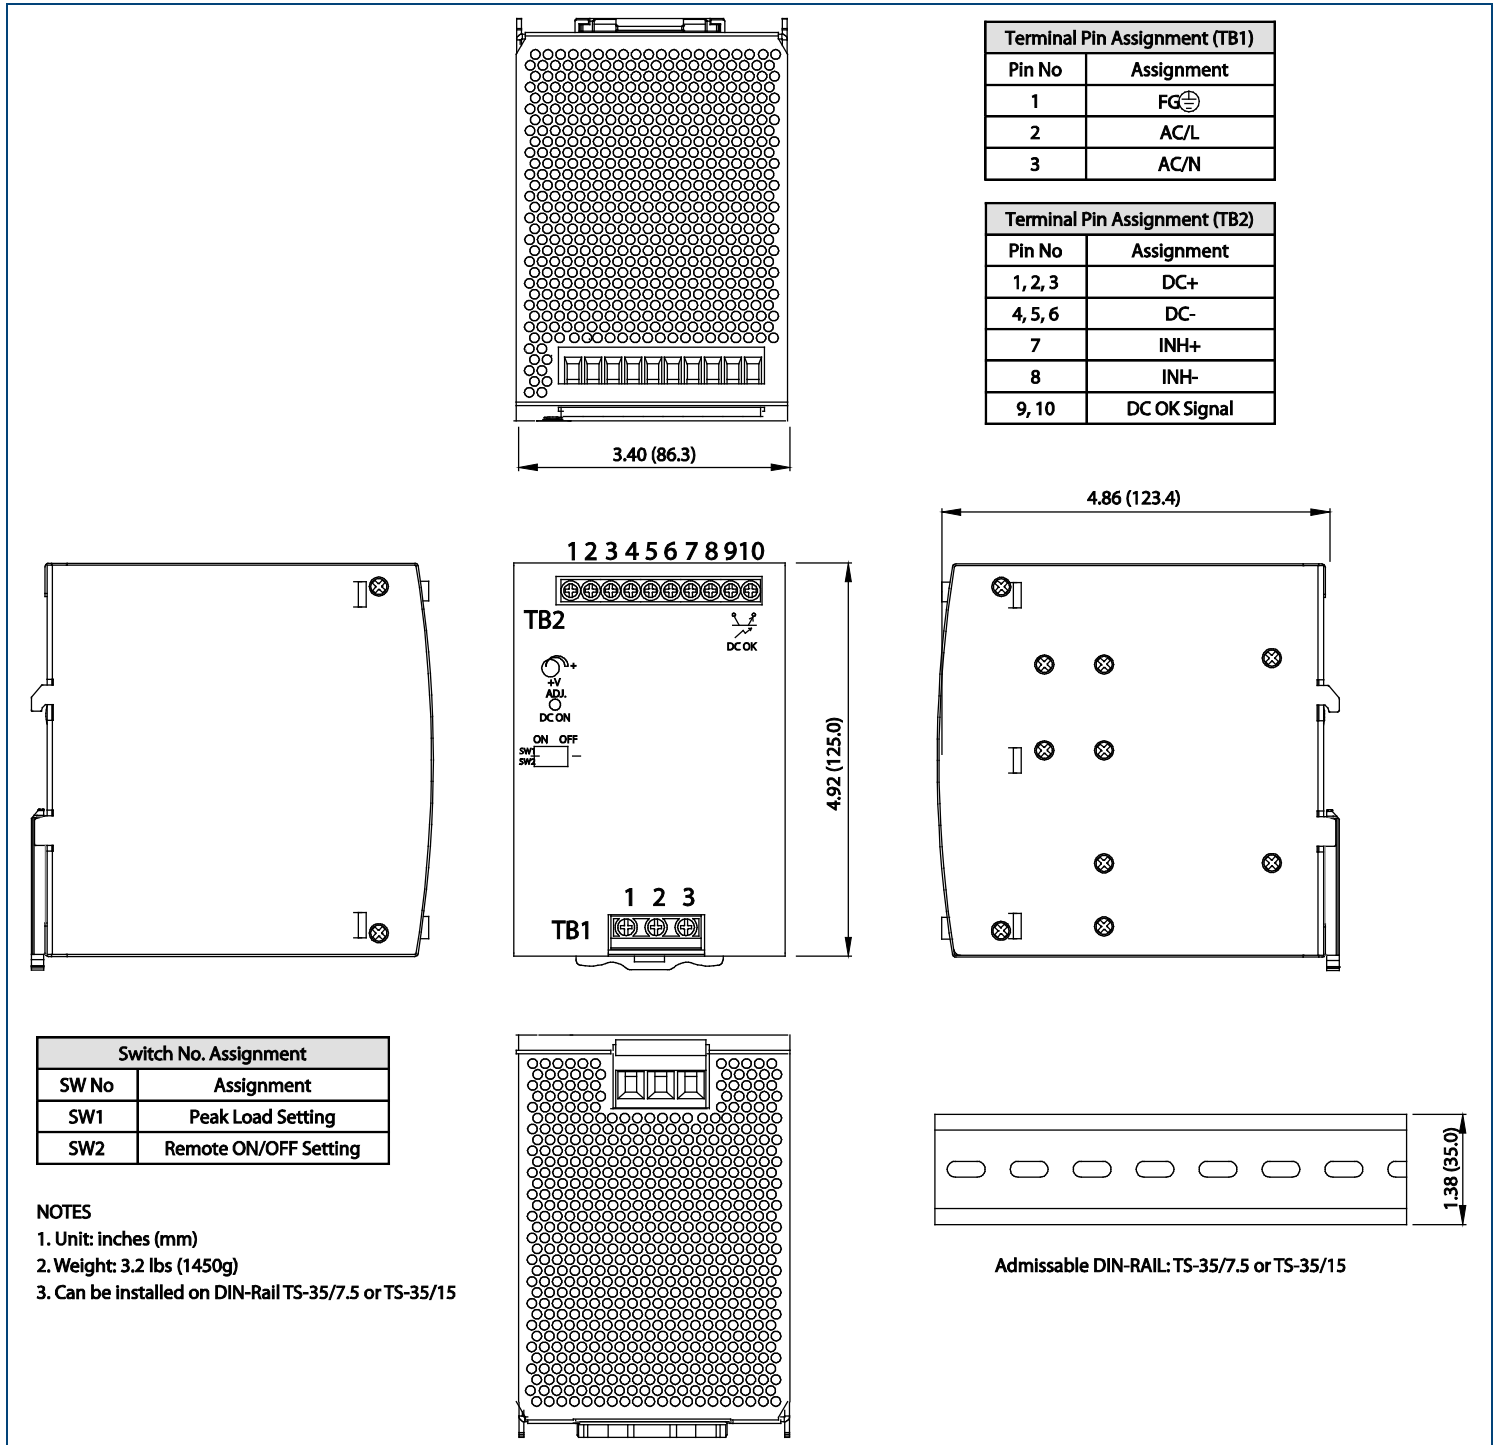 Terminal Pin Assignment (TB1)
Pin No Assignment
1 FG
2 AC/L
3 AC/N
Terminal Pin Assignment (TB2)
Pin No Assignment
1, 2, 3 DC+
4, 5, 6 DC-
7 INH+
8 INH-
9, 10 DC OK Signal
3.40 (86.3)
4.86 (123.4)
1 2 3 4 5 6 7 8 9 10
TB2
DC OK
+
+V
ADJ.
DC ON
ON OFF
SW1
SW2
4.92 (125.0)
1 2 3
TB1
Switch No. Assignment
SW No Assignment
SW1 Peak Load Setting
SW2 Remote ON/OFF Setting
NOTES
1. Unit: inches (mm)
2. Weight: 3.2 lbs (1450g)
3. Can be installed on DIN-Rail TS-35/7.5 or TS-35/15
1.38 (35.0)
Admissable DIN-RAIL: TS-35/7.5 or TS-35/15